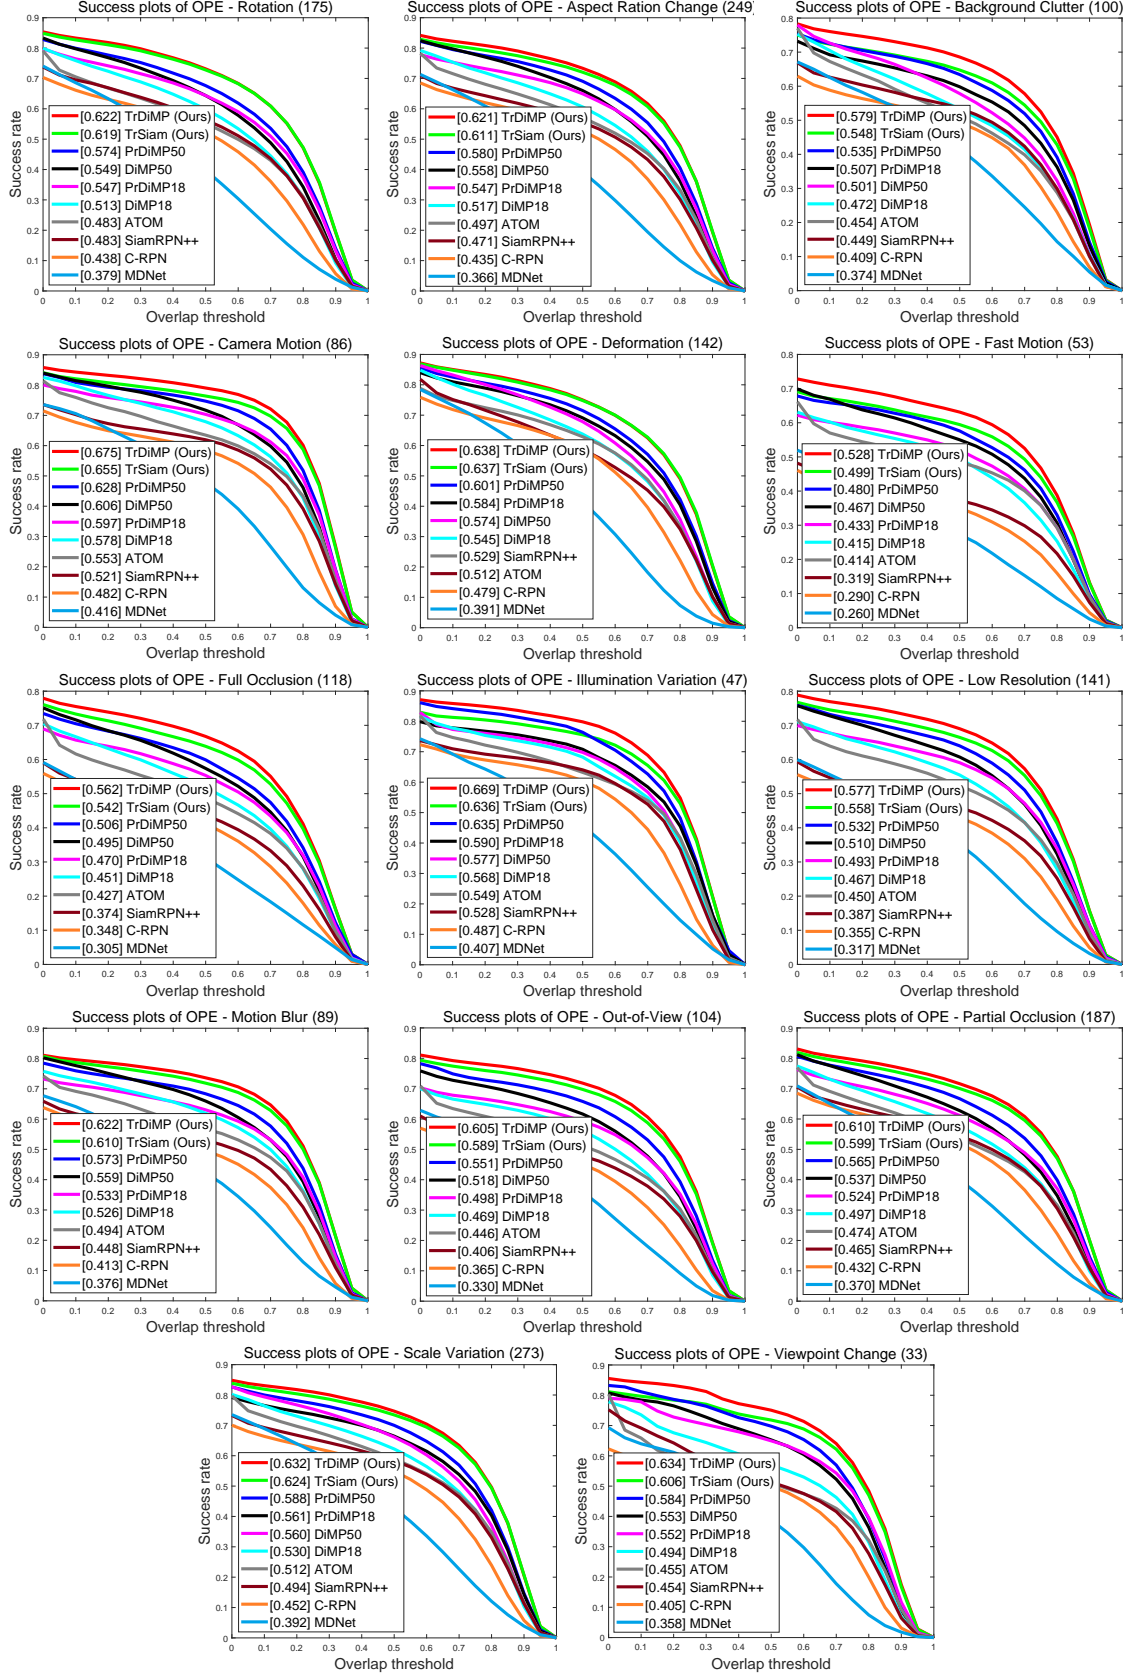 Success plots of OPE - Rotation (175)
Success rate
[0.622] TrDiMP (Ours)
[0.619] TrSiam (Ours)
[0.574] PrDiMP50
[0.549] DiMP50
[0.547] PrDiMP18
[0.513] DiMP18
[0.483] ATOM
[0.483] SiamRPN++
[0.438] C-RPN
[0.379] MDNet
Overlap threshold
Success plots of OPE - Aspect Ration Change (249)
Success rate
[0.621] TrDiMP (Ours)
[0.611] TrSiam (Ours)
[0.580] PrDiMP50
[0.558] DiMP50
[0.547] PrDiMP18
[0.517] DiMP18
[0.497] ATOM
[0.471] SiamRPN++
[0.435] C-RPN
[0.366] MDNet
Overlap threshold
Success plots of OPE - Background Clutter (100)
Success rate
[0.579] TrDiMP (Ours)
[0.548] TrSiam (Ours)
[0.535] PrDiMP50
[0.507] PrDiMP18
[0.501] DiMP50
[0.472] DiMP18
[0.454] ATOM
[0.449] SiamRPN++
[0.409] C-RPN
[0.374] MDNet
Overlap threshold
Success plots of OPE - Camera Motion (86)
Success rate
[0.675] TrDiMP (Ours)
[0.655] TrSiam (Ours)
[0.628] PrDiMP50
[0.606] DiMP50
[0.597] PrDiMP18
[0.578] DiMP18
[0.553] ATOM
[0.521] SiamRPN++
[0.482] C-RPN
[0.416] MDNet
Overlap threshold
Success plots of OPE - Deformation (142)
Success rate
[0.638] TrDiMP (Ours)
[0.637] TrSiam (Ours)
[0.601] PrDiMP50
[0.584] PrDiMP18
[0.574] DiMP50
[0.545] DiMP18
[0.529] SiamRPN++
[0.512] ATOM
[0.479] C-RPN
[0.391] MDNet
Overlap threshold
Success plots of OPE - Fast Motion (53)
Success rate
[0.528] TrDiMP (Ours)
[0.499] TrSiam (Ours)
[0.480] PrDiMP50
[0.467] DiMP50
[0.433] PrDiMP18
[0.415] DiMP18
[0.414] ATOM
[0.319] SiamRPN++
[0.290] C-RPN
[0.260] MDNet
Overlap threshold
Success plots of OPE - Full Occlusion (118)
Success rate
[0.562] TrDiMP (Ours)
[0.542] TrSiam (Ours)
[0.506] PrDiMP50
[0.495] DiMP50
[0.470] PrDiMP18
[0.451] DiMP18
[0.427] ATOM
[0.374] SiamRPN++
[0.348] C-RPN
[0.305] MDNet
Overlap threshold
Success plots of OPE - Illumination Variation (47)
Success rate
[0.669] TrDiMP (Ours)
[0.636] TrSiam (Ours)
[0.635] PrDiMP50
[0.590] PrDiMP18
[0.577] DiMP50
[0.568] DiMP18
[0.549] ATOM
[0.528] SiamRPN++
[0.487] C-RPN
[0.407] MDNet
Overlap threshold
Success plots of OPE - Low Resolution (141)
Success rate
[0.577] TrDiMP (Ours)
[0.558] TrSiam (Ours)
[0.532] PrDiMP50
[0.510] DiMP50
[0.493] PrDiMP18
[0.467] DiMP18
[0.450] ATOM
[0.387] SiamRPN++
[0.355] C-RPN
[0.317] MDNet
Overlap threshold
Success plots of OPE - Motion Blur (89)
Success rate
[0.622] TrDiMP (Ours)
[0.610] TrSiam (Ours)
[0.573] PrDiMP50
[0.559] DiMP50
[0.533] PrDiMP18
[0.526] DiMP18
[0.494] ATOM
[0.448] SiamRPN++
[0.413] C-RPN
[0.376] MDNet
Overlap threshold
Success plots of OPE - Out-of-View (104)
Success rate
[0.605] TrDiMP (Ours)
[0.589] TrSiam (Ours)
[0.551] PrDiMP50
[0.518] DiMP50
[0.498] PrDiMP18
[0.469] DiMP18
[0.446] ATOM
[0.406] SiamRPN++
[0.365] C-RPN
[0.330] MDNet
Overlap threshold
Success plots of OPE - Partial Occlusion (187)
Success rate
[0.610] TrDiMP (Ours)
[0.599] TrSiam (Ours)
[0.565] PrDiMP50
[0.537] DiMP50
[0.524] PrDiMP18
[0.497] DiMP18
[0.474] ATOM
[0.465] SiamRPN++
[0.432] C-RPN
[0.370] MDNet
Overlap threshold
Success plots of OPE - Scale Variation (273)
Success rate
[0.632] TrDiMP (Ours)
[0.624] TrSiam (Ours)
[0.588] PrDiMP50
[0.561] PrDiMP18
[0.560] DiMP50
[0.530] DiMP18
[0.512] ATOM
[0.494] SiamRPN++
[0.452] C-RPN
[0.392] MDNet
Overlap threshold
Success plots of OPE - Viewpoint Change (33)
Success rate
[0.634] TrDiMP (Ours)
[0.606] TrSiam (Ours)
[0.584] PrDiMP50
[0.553] DiMP50
[0.552] PrDiMP18
[0.494] DiMP18
[0.455] ATOM
[0.454] SiamRPN++
[0.405] C-RPN
[0.358] MDNet
Overlap threshold